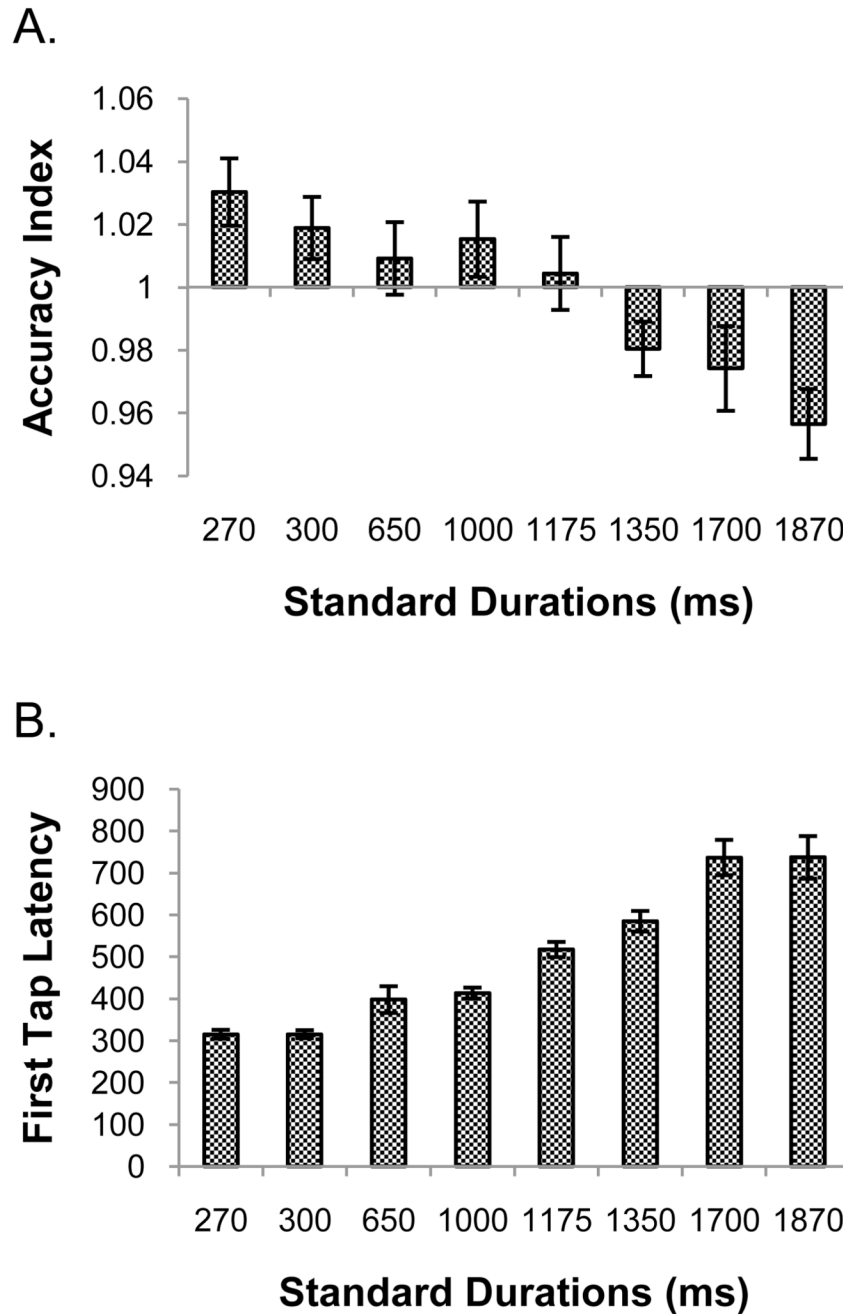 A.
Accuracy Index
1.06
1.04
1.02
1
0.98
0.96
0.94
270 300 650 1000 1175 1350 1700 1870
Standard Durations (ms)
B.
First Tap Latency
900
800
700
600
500
400
300
200
100
0
270 300 650 1000 1175 1350 1700 1870
Standard Durations (ms)